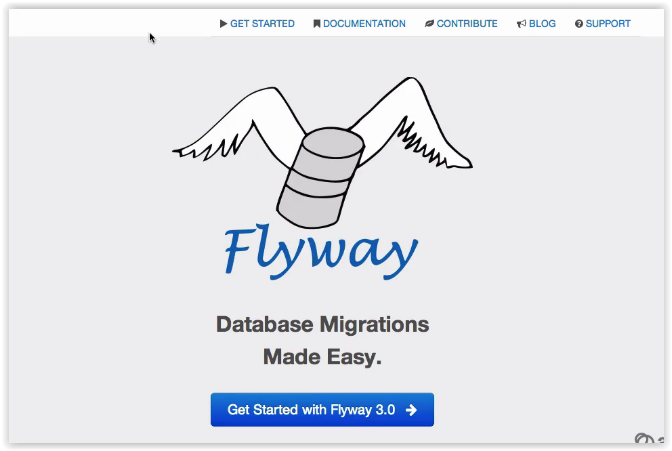 GET STARTED DOCUMENTATION CONTRIBUTE BLOG SUPPORT
Flyway
Database Migrations
Made Easy.
Get Started with Flyway 3.0